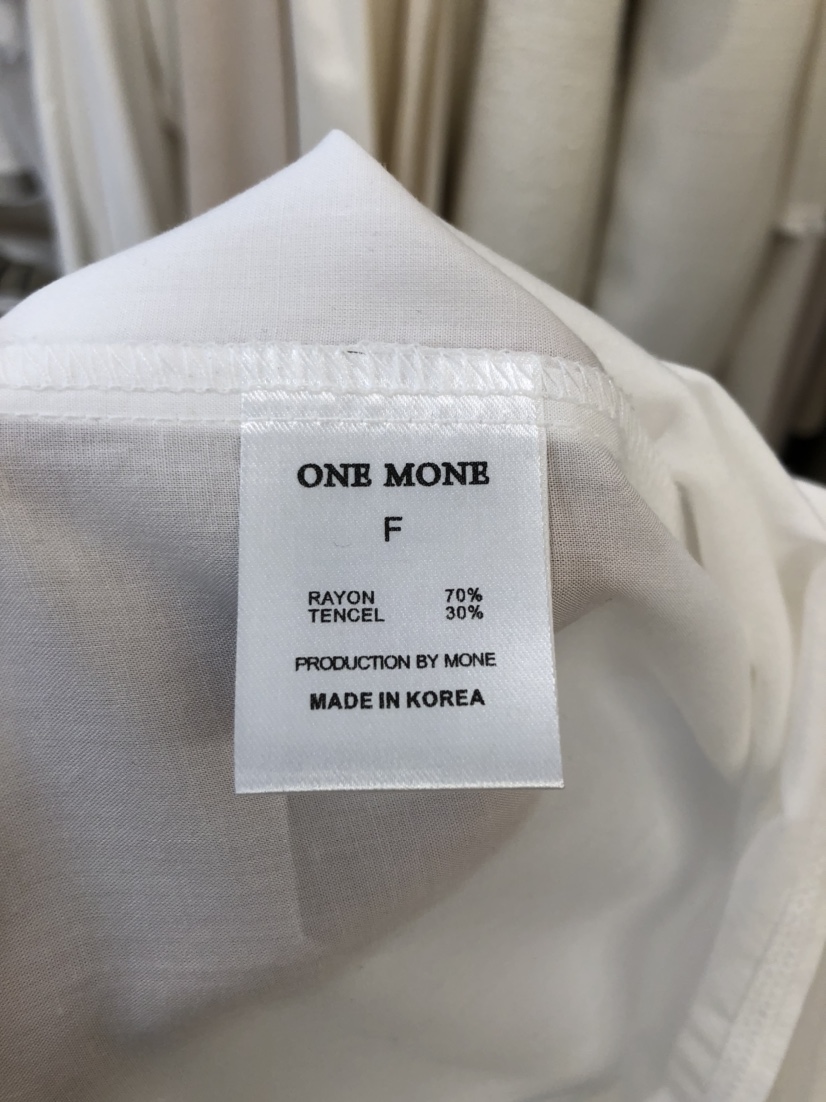 ONE MONE
F
RAYON 70%
TENCEL 30%
PRODUCTION BY MONE
MADE IN KOREA